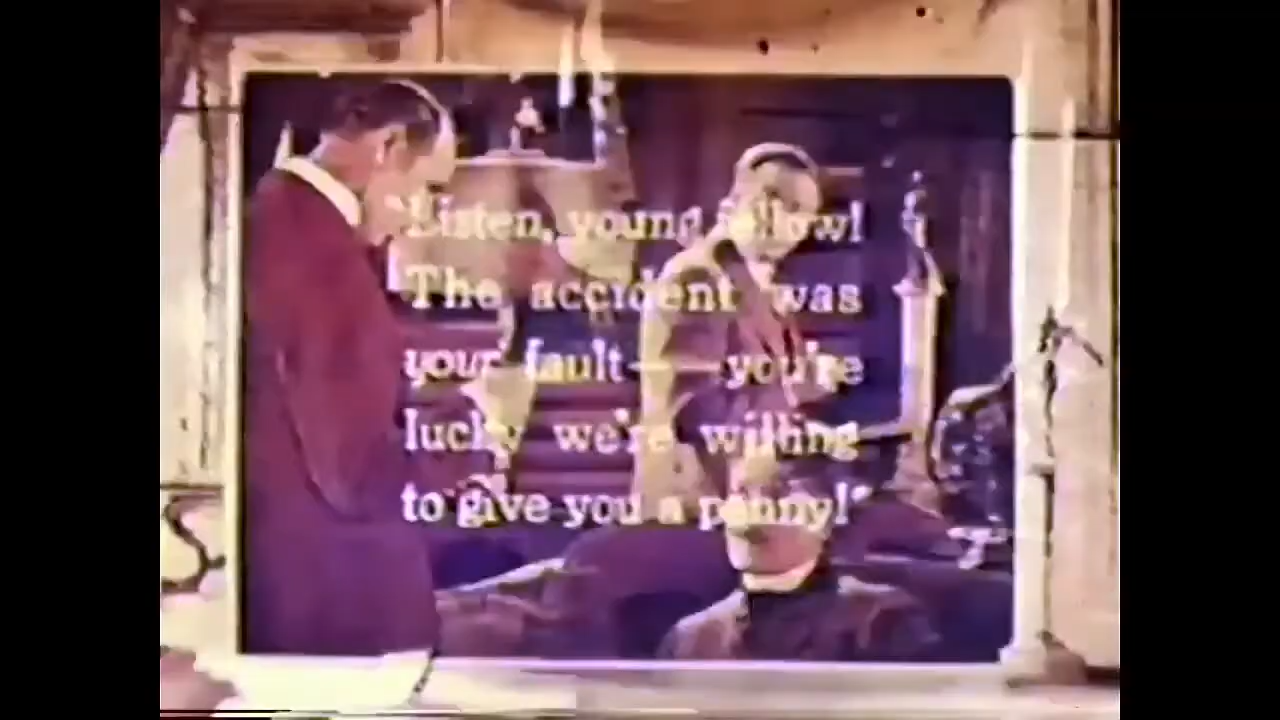 "Listen, young fellow!
The accident was
your fault——you're
lucky we're willing
to give you a penny!"